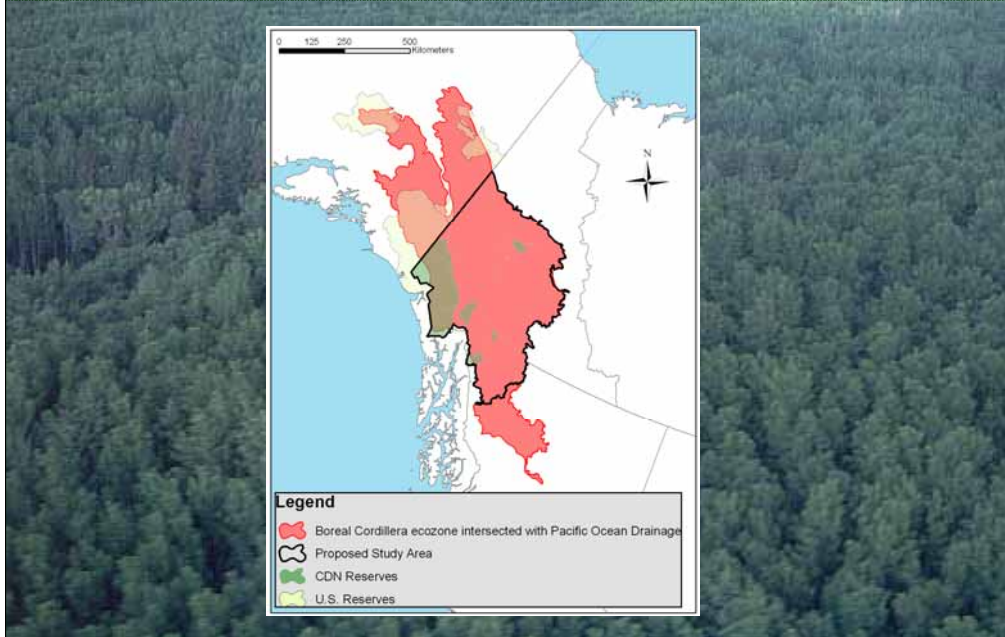 0 125 250 500
Kilometers
N
Legend
Boreal Cordillera ecozone intersected with Pacific Ocean Drainage
Proposed Study Area
CDN Reserves
U.S. Reserves